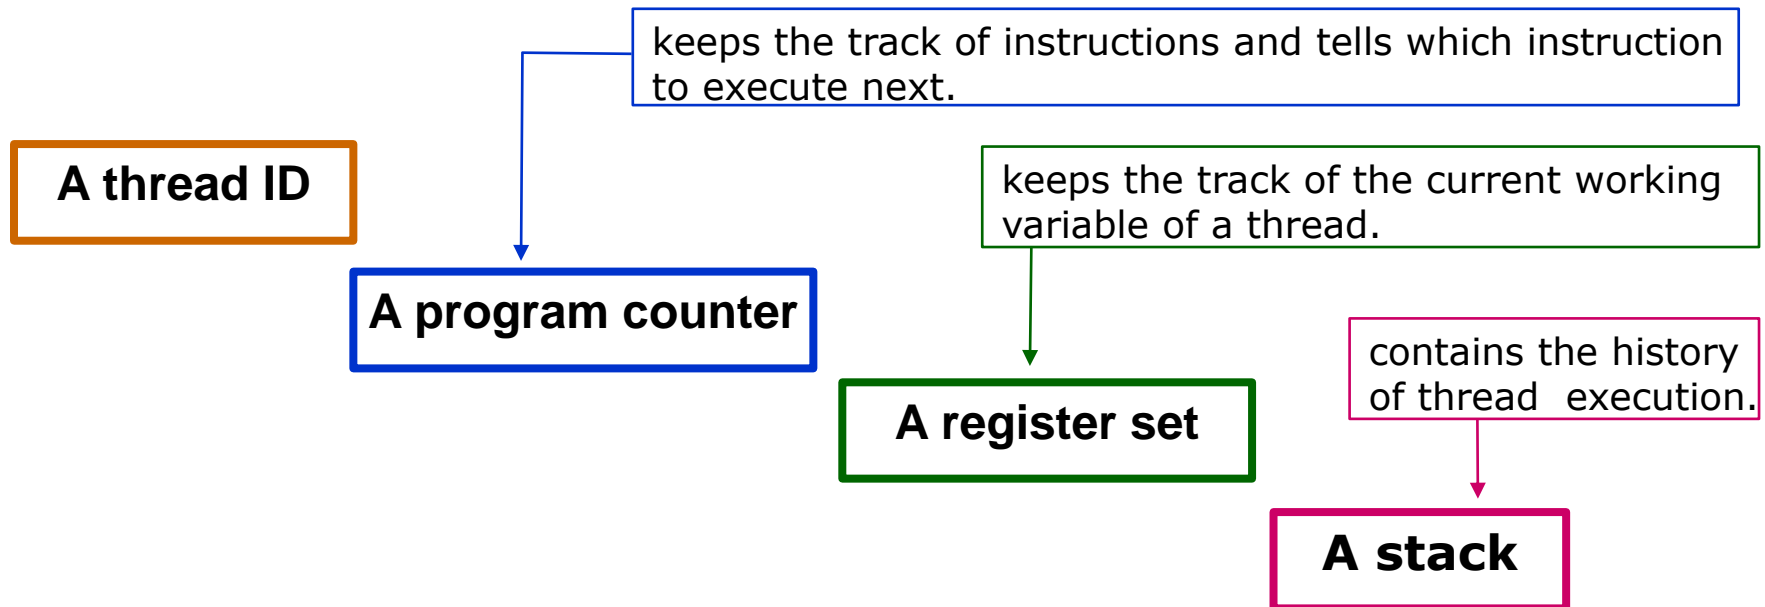 keeps the track of instructions and tells which instruction
to execute next.
A thread ID
keeps the track of the current working
variable of a thread.
A program counter
contains the history
of thread  execution.
A register set
A stack